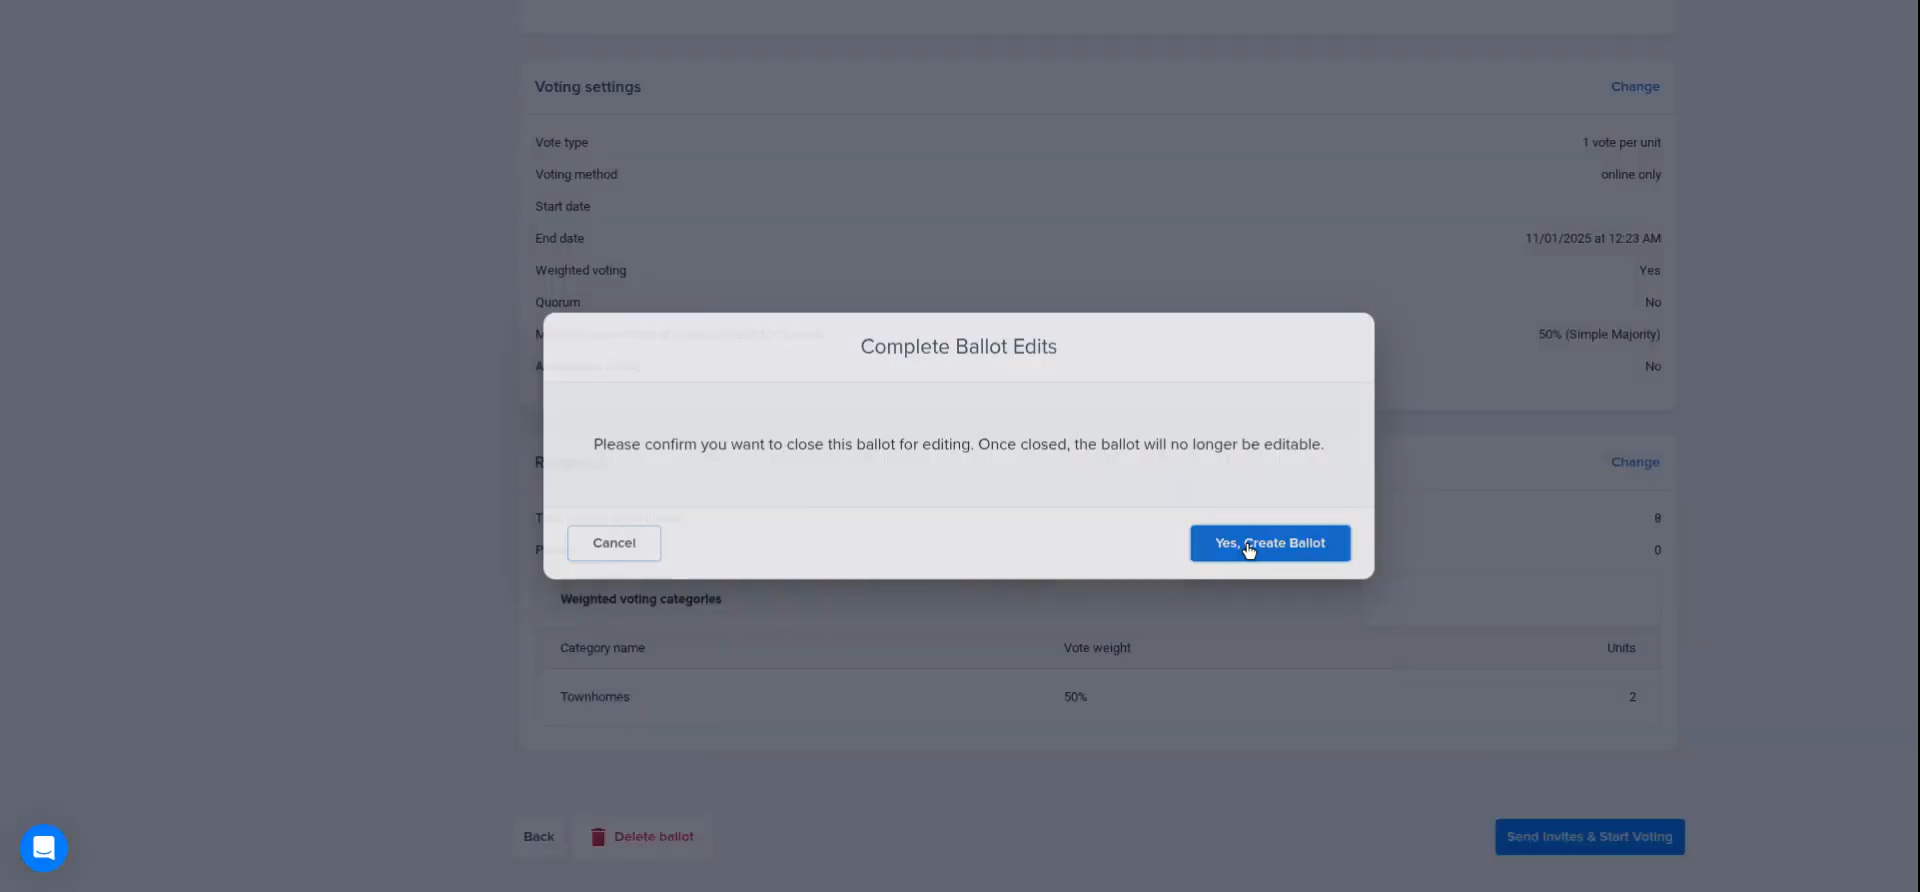 Voting settings
Change
Vote type
1 vote per unit
Voting method
online only
Start date
End date
11/01/2025 at 12:23 AM
Weighted voting
Yes
Quorum
No
50% (Simple Majority)
No
Complete Ballot Edits
Please confirm you want to close this ballot for editing. Once closed, the ballot will no longer be editable.
Change
8
0
Cancel
Yes, Create Ballot
Weighted voting categories
Category name
Vote weight
Units
Townhomes
50%
2
Back
Delete ballot
Send Invites & Start Voting